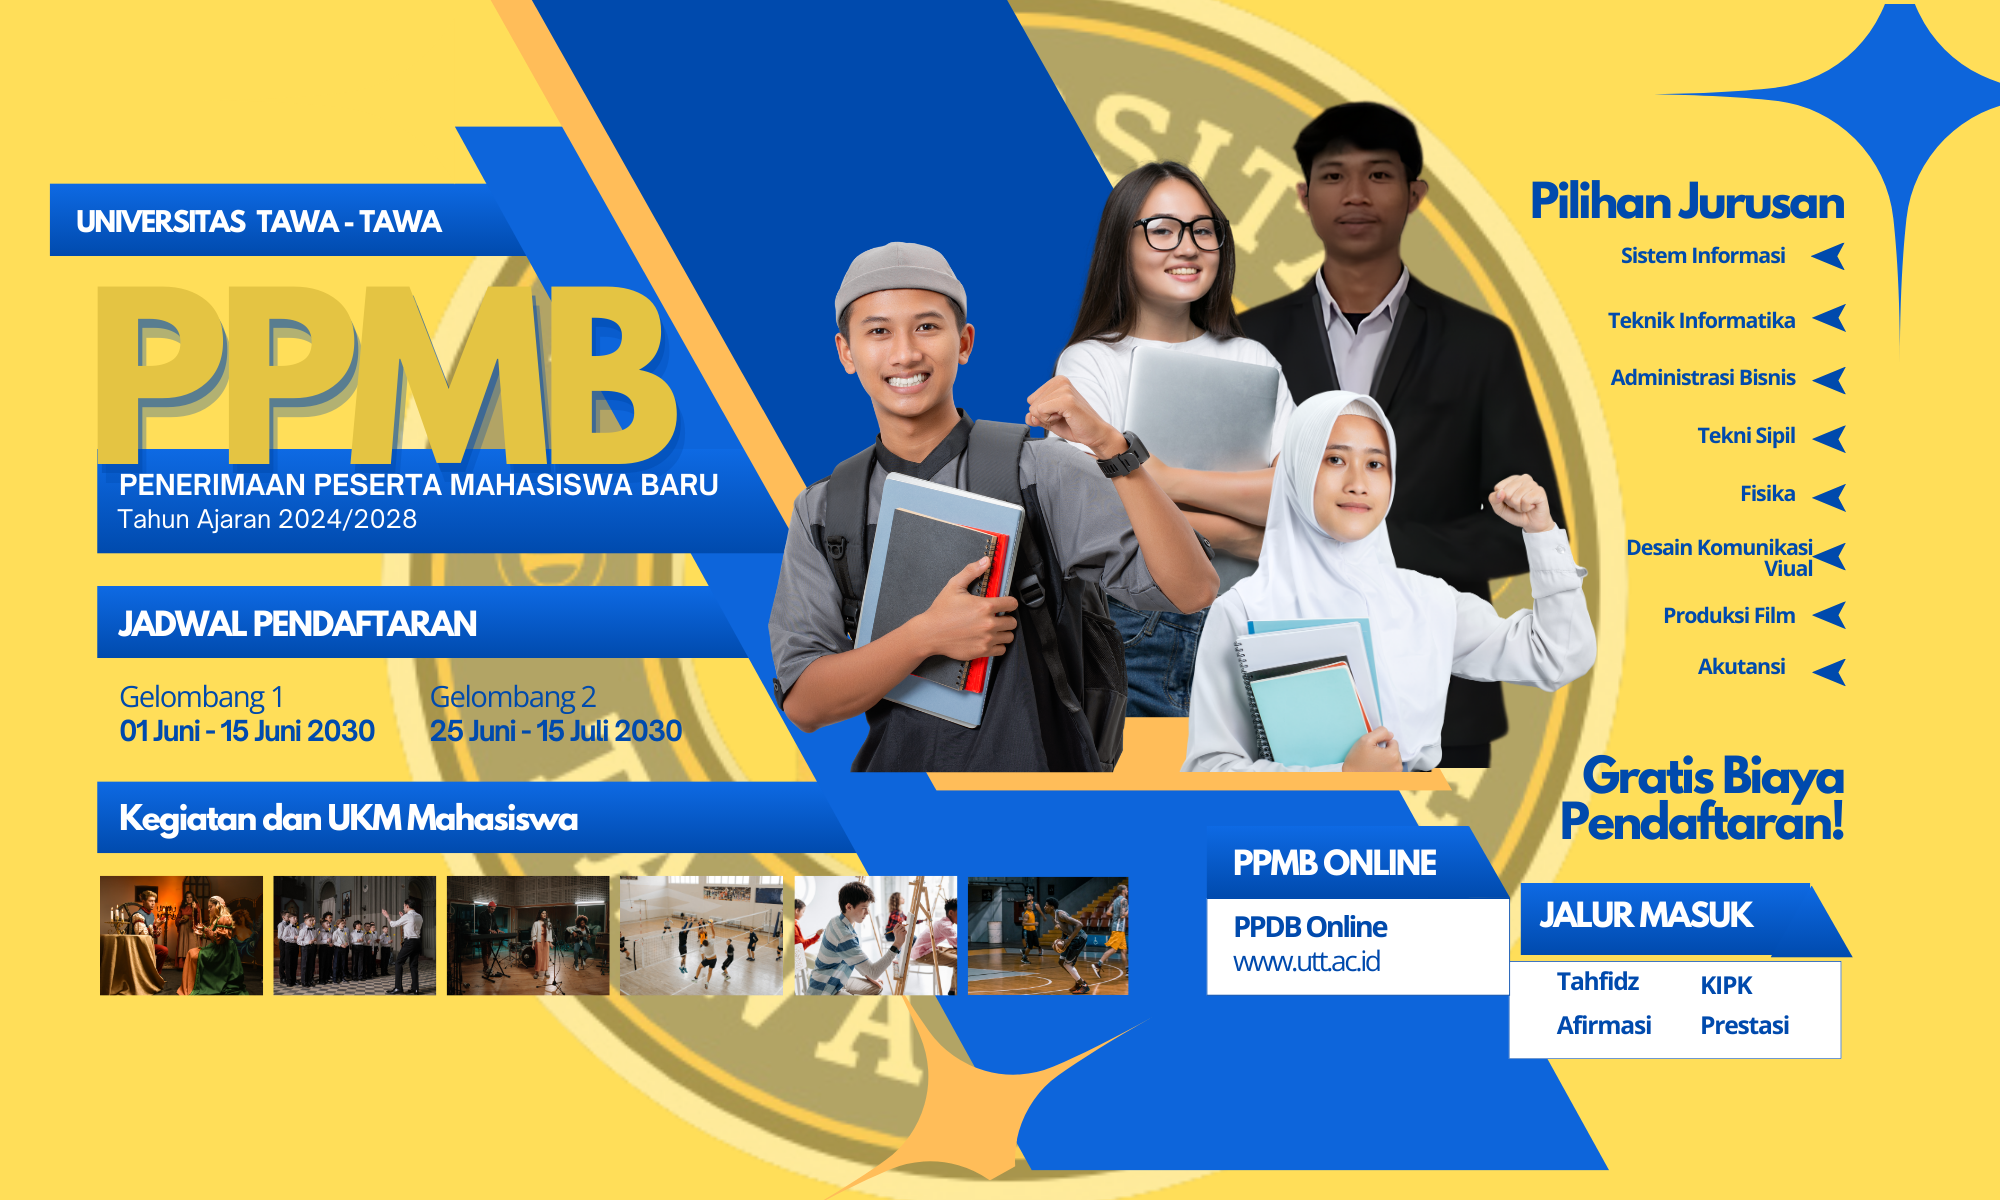 UNIVERSITAS TAWA - TAWA
PPMB
PENERIMAAN PESERTA MAHASISWA BARU
Tahun Ajaran 2024/2028
JADWAL PENDAFTARAN
Gelombang 1
01 Juni - 15 Juni 2030
Gelombang 2
25 Juni - 15 Juli 2030
Kegiatan dan UKM Mahasiswa
Pilihan Jurusan
Sistem Informasi
Teknik Informatika
Administrasi Bisnis
Tekni Sipil
Fisika
Desain Komunikasi
Viual
Produksi Film
Akutansi
Gratis Biaya
Pendaftaran!
PPMB ONLINE
PPDB Online
www.utt.ac.id
JALUR MASUK
Tahfidz
KIPK
Afirmasi
Prestasi